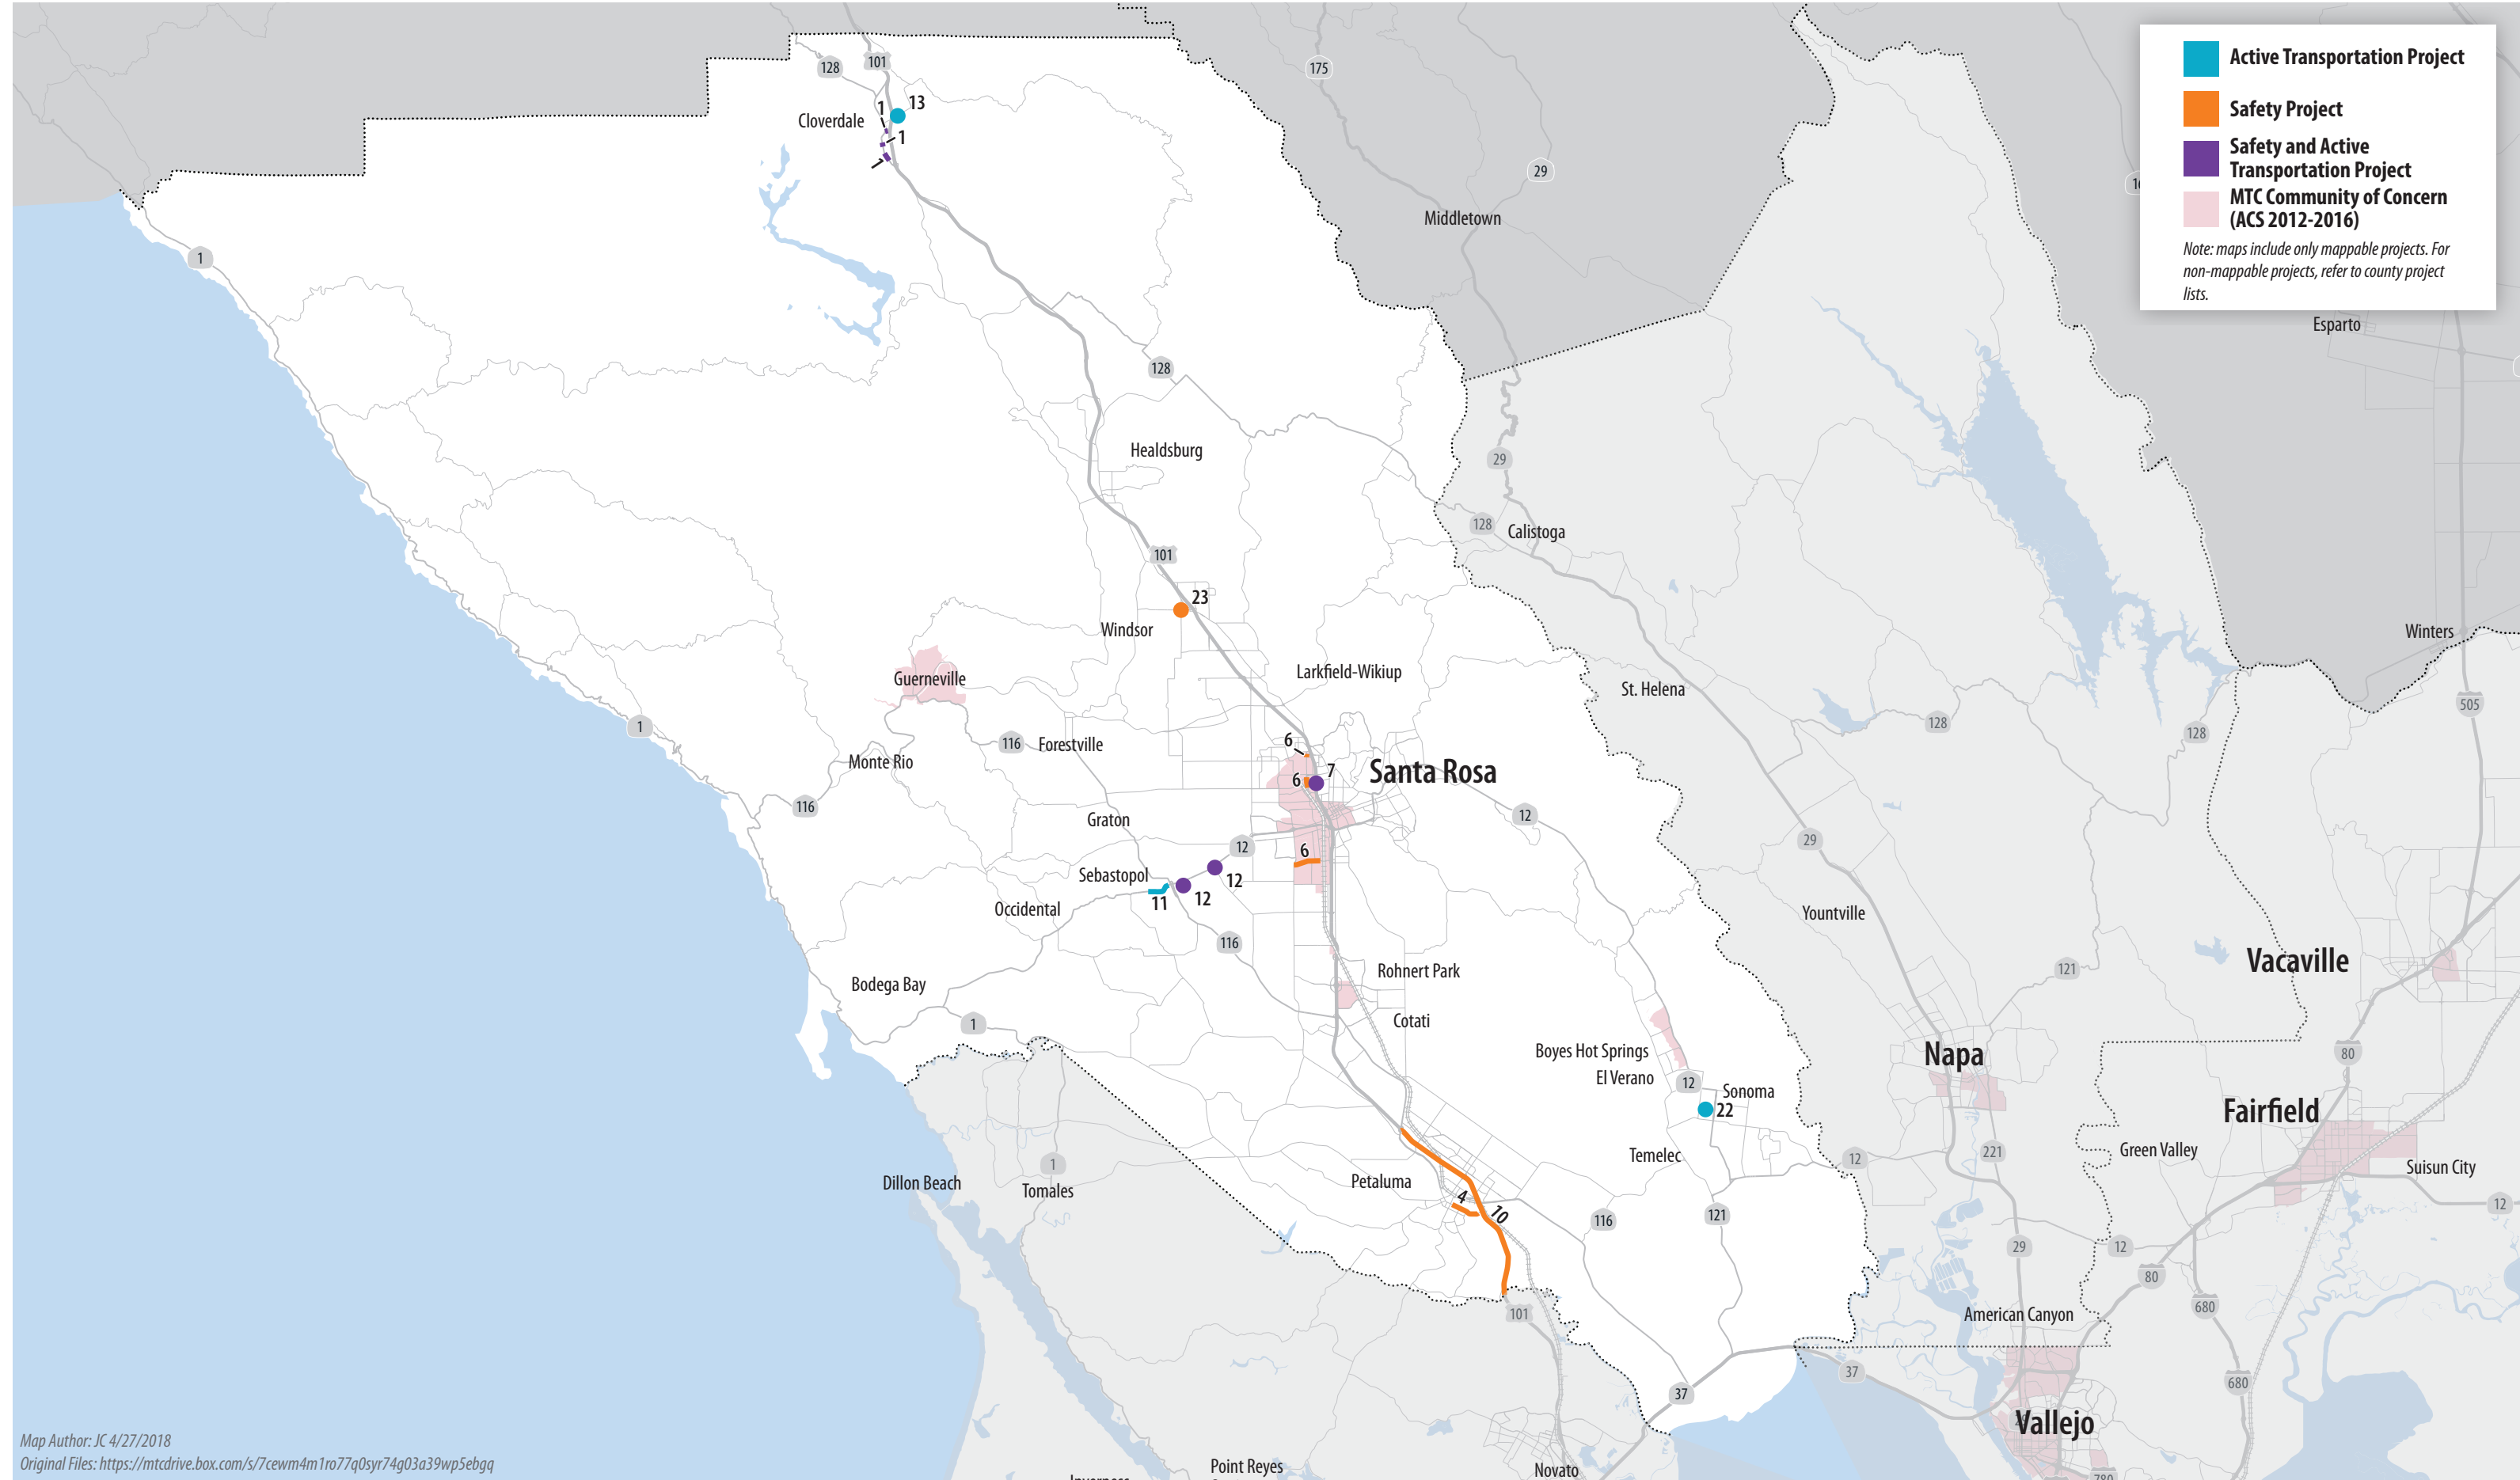 Active Transportation Project
Safety Project
Safety and Active
Transportation Project
MTC Community of Concern
(ACS 2012-2016)
Note: maps include only mappable projects. For
non-mappable projects, refer to county project
lists.
128
101
175
1
13
Cloverdale
1
1
29
Middletown
1
Esparto
128
Healdsburg
29
128
Calistoga
101
23
Windsor
Winters
Larkfield-Wikiup
Guerneville
St. Helena
505
128
128
1
116
Forestville
6
Monte Rio
6
7
Santa Rosa
116
Graton
12
29
12
6
Sebastopol
12
11
12
Occidental
Yountville
116
Vacaville
Rohnert Park
121
Bodega Bay
1
Cotati
Boyes Hot Springs
Napa
80
El Verano
12
Sonoma
22
Fairfield
Green Valley
221
Temelec
12
Suisun City
1
Dillon Beach
Tomales
Petaluma
4
10
116
121
12
29
12
80
680
101
American Canyon
37
37
680
Vallejo
Map Author: JC 4/27/2018
Original Files: https://mtcdrive.box.com/s/7cewm4m1ro77q0syr74g03a39wp5ebgq
Point Reyes
Novato
780